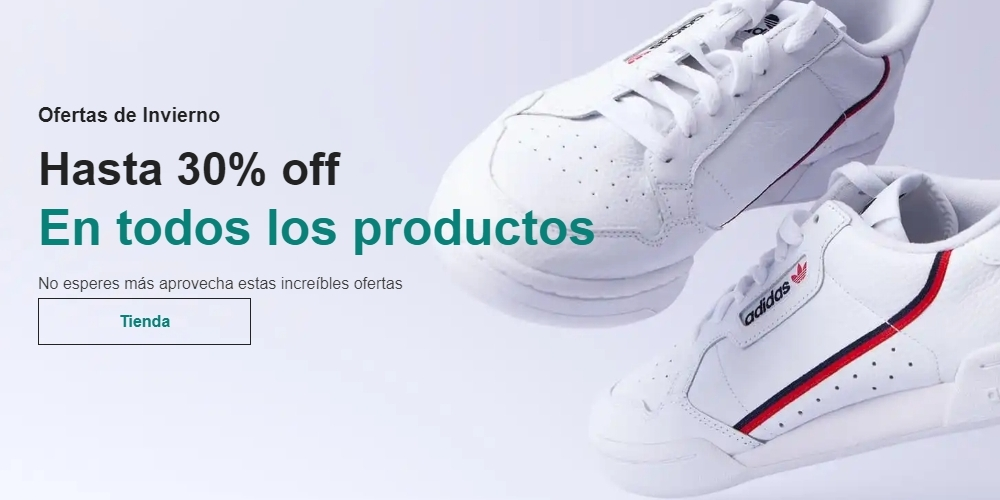 Ofertas de Invierno
Hasta 30% off
En todos los productos
No esperes más aprovecha estas increíbles ofertas
Tienda
adidas
adidas